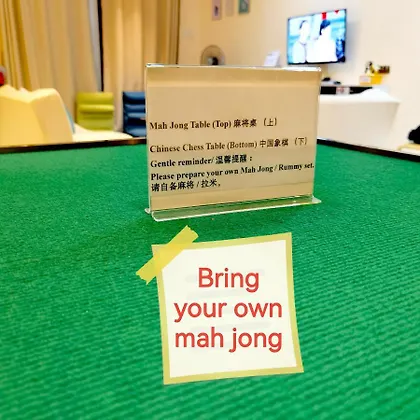 Mah Jong Table (Top) 麻将桌 （上）
Chinese Chess Table (Bottom) 中国象棋 （下）
Gentle reminder/ 温馨提醒：
Please prepare your own Mah Jong / Rummy set.
请自备麻将 / 拉米。
Bring
your own
mah jong